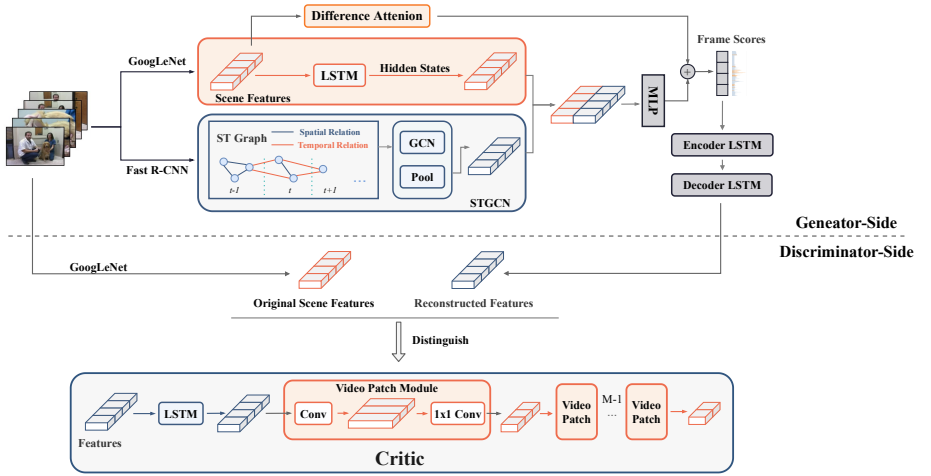 Difference Attenion
GoogLeNet
LSTM
Hidden States
Scene Features
Frame Scores
MLP
ST Graph
Spatial Relation
Temporal Relation
t-1
t
t+1
...
GCN
Pool
STGCN
Fast R-CNN
Encoder LSTM
Decoder LSTM
Geneator-Side
Discriminator-Side
GoogLeNet
Original Scene Features
Reconstructed Features
Distinguish
Video Patch Module
Features
LSTM
Conv
1x1 Conv
Video
Patch
M-1
...
Video
Patch
Critic